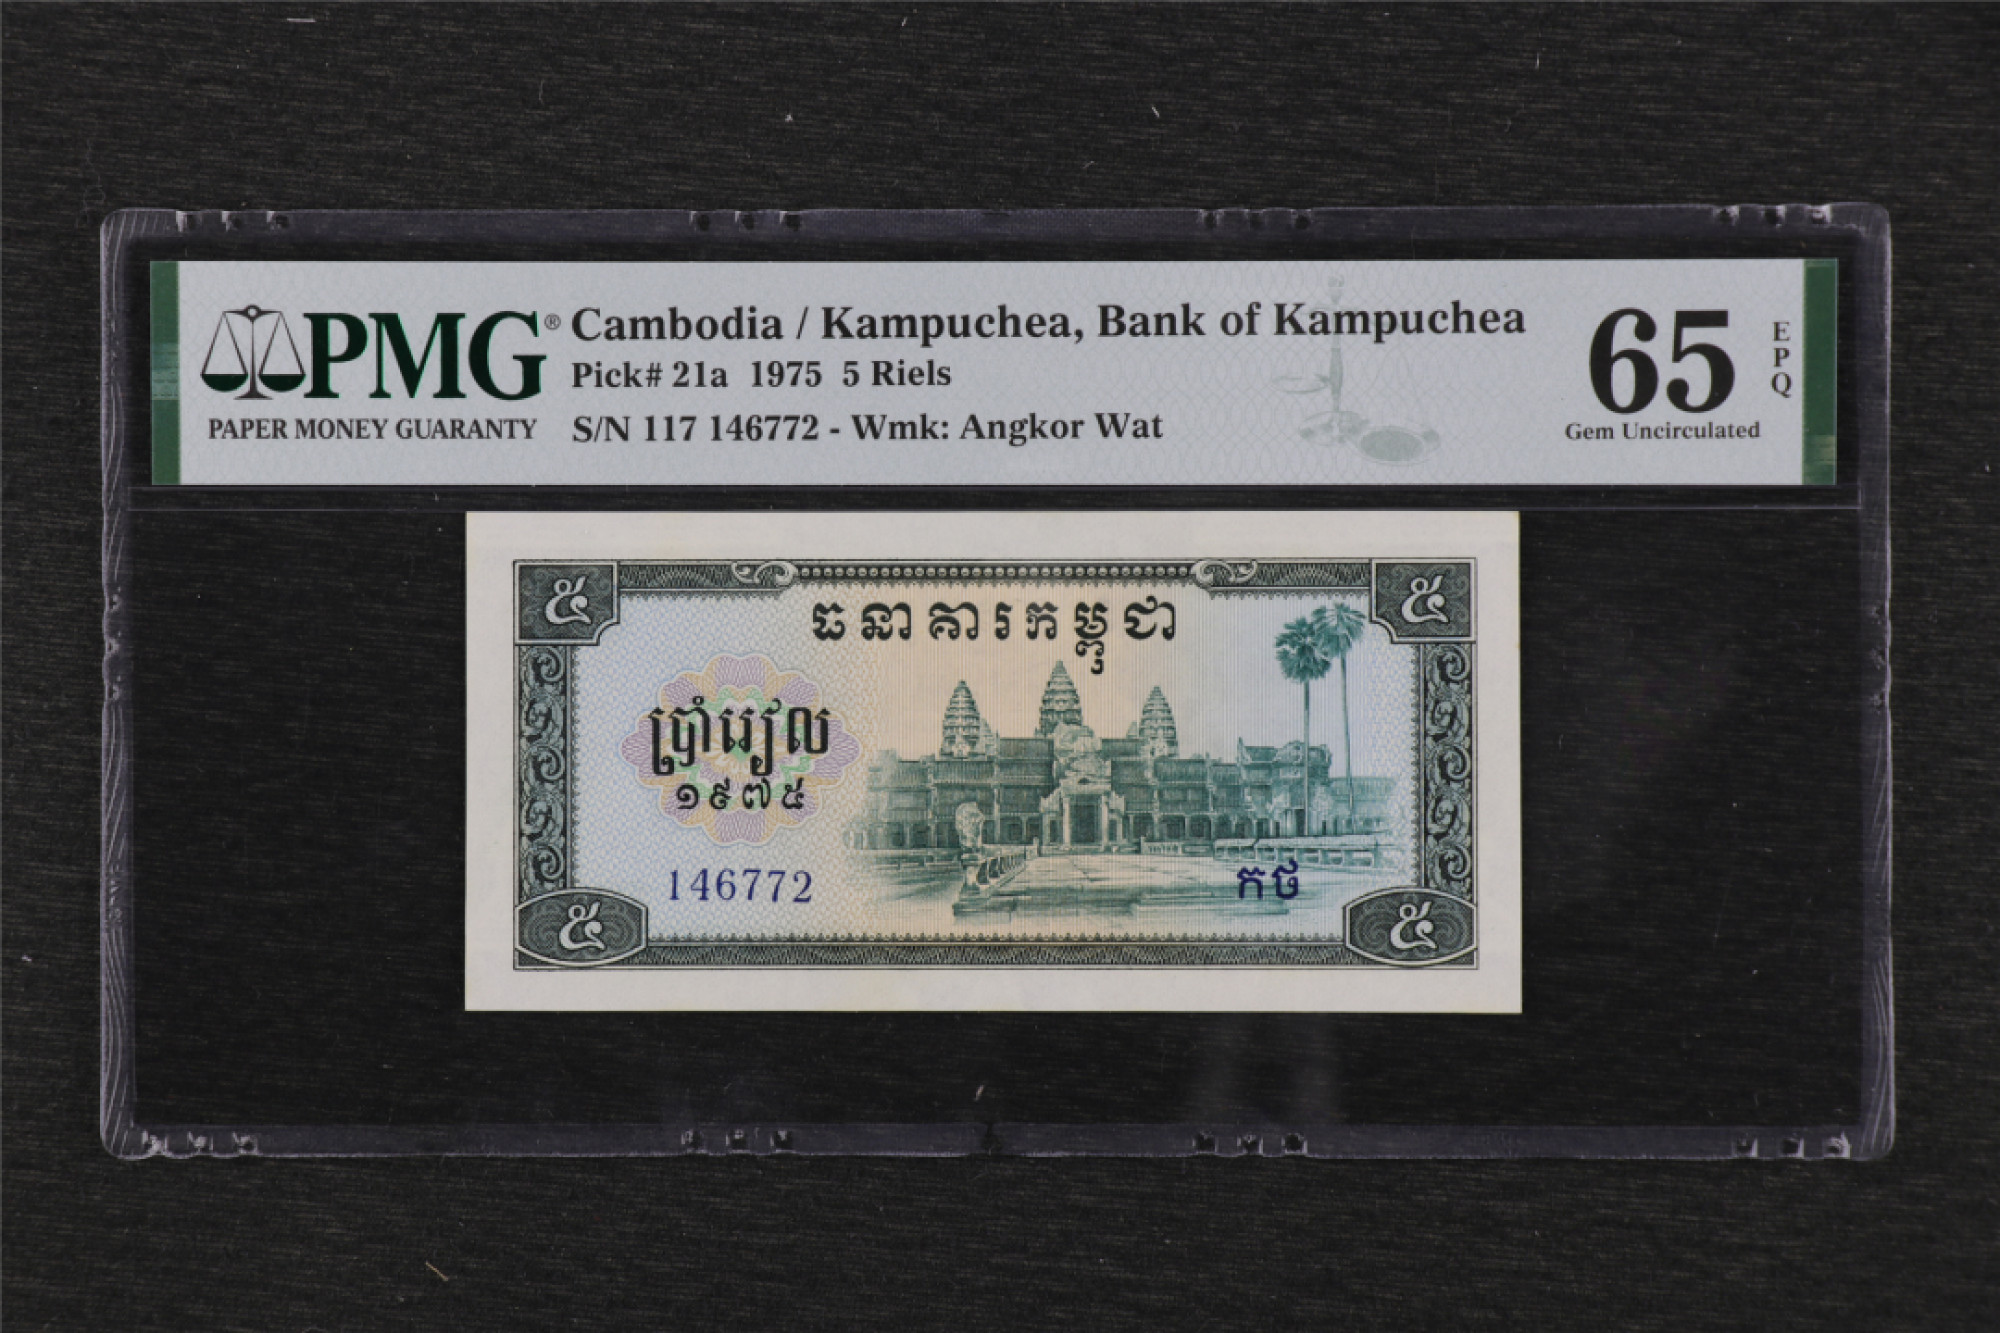 PMG®
PAPER MONEY GUARANTY
Cambodia / Kampuchea, Bank of Kampuchea
Pick# 21a 1975 5 Riels
S/N 117 146772 - Wmk: Angkor Wat
65
EPQ
Gem Uncirculated
៥ ៥
ធនាគារកម្ពុជា
ប្រាំរៀល
១៩៧៥
146772 កថ
៥ ៥